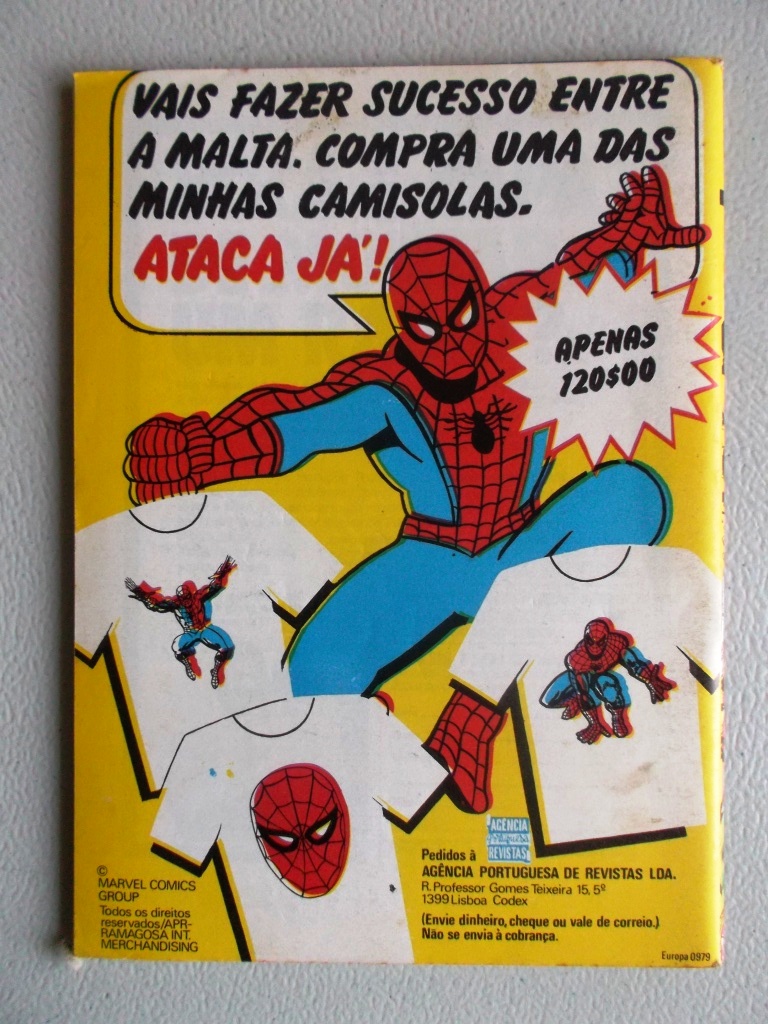 VAIS FAZER SUCESSO ENTRE
A MALTA. COMPRA UMA DAS
MINHAS CAMISOLAS.
ATACA JÁ!
APENAS
120$00
AGÊNCIA
REVISTAS
Pedidos à
AGÊNCIA PORTUGUESA DE REVISTAS LDA.
R. Professor Gomes Teixeira 15, 5º
1399 Lisboa Codex
(Envie dinheiro, cheque ou vale de correio.)
Não se envia à cobrança.
©
MARVEL COMICS
GROUP
Todos os direitos
reservados/APR-
RAMAGOSA INT.
MERCHANDISING
Europa 0979